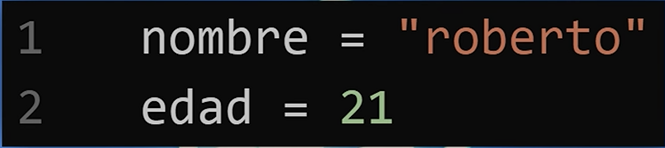 1 nombre = "roberto"
2 edad = 21